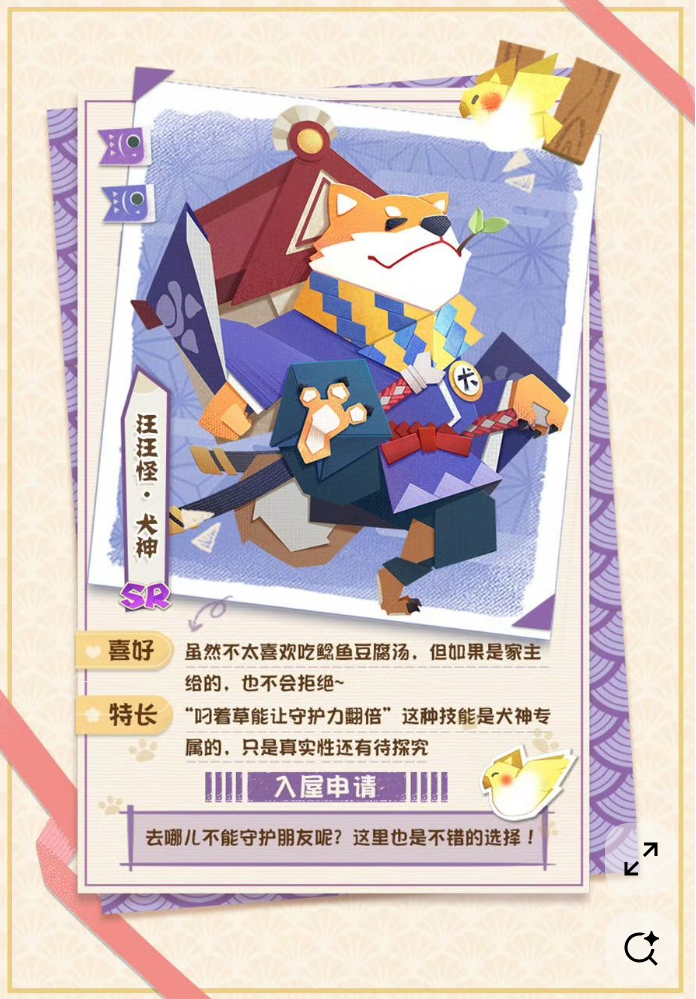 汪汪怪·犬神
SR
犬
喜好
虽然不太喜欢吃鲶鱼豆腐汤，但如果是家主
给的，也不会拒绝~
特长
“叼着草能让守护力翻倍”这种技能是犬神专
属的，只是真实性还有待探究
入屋申请
去哪儿不能守护朋友呢？这里也是不错的选择！